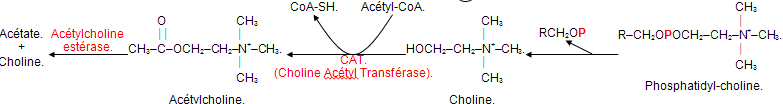 CoA-SH. Acétyl-CoA.
CH₃ CH₃ CH₃
O
Acétate. Acétylcholine RCH₂OP
+ estérase. CH₃–C–OCH₂–CH₂–N⁺–CH₃. HOCH₂–CH₂–N⁺–CH₃. R–CH₂OPOCH₂–CH₂–N⁺–CH₃.
Choline.
CAT.
(Choline Acétyl Transférase).
CH₃ CH₃ CH₃
Acétylcholine. Choline. Phosphatidyl-choline.